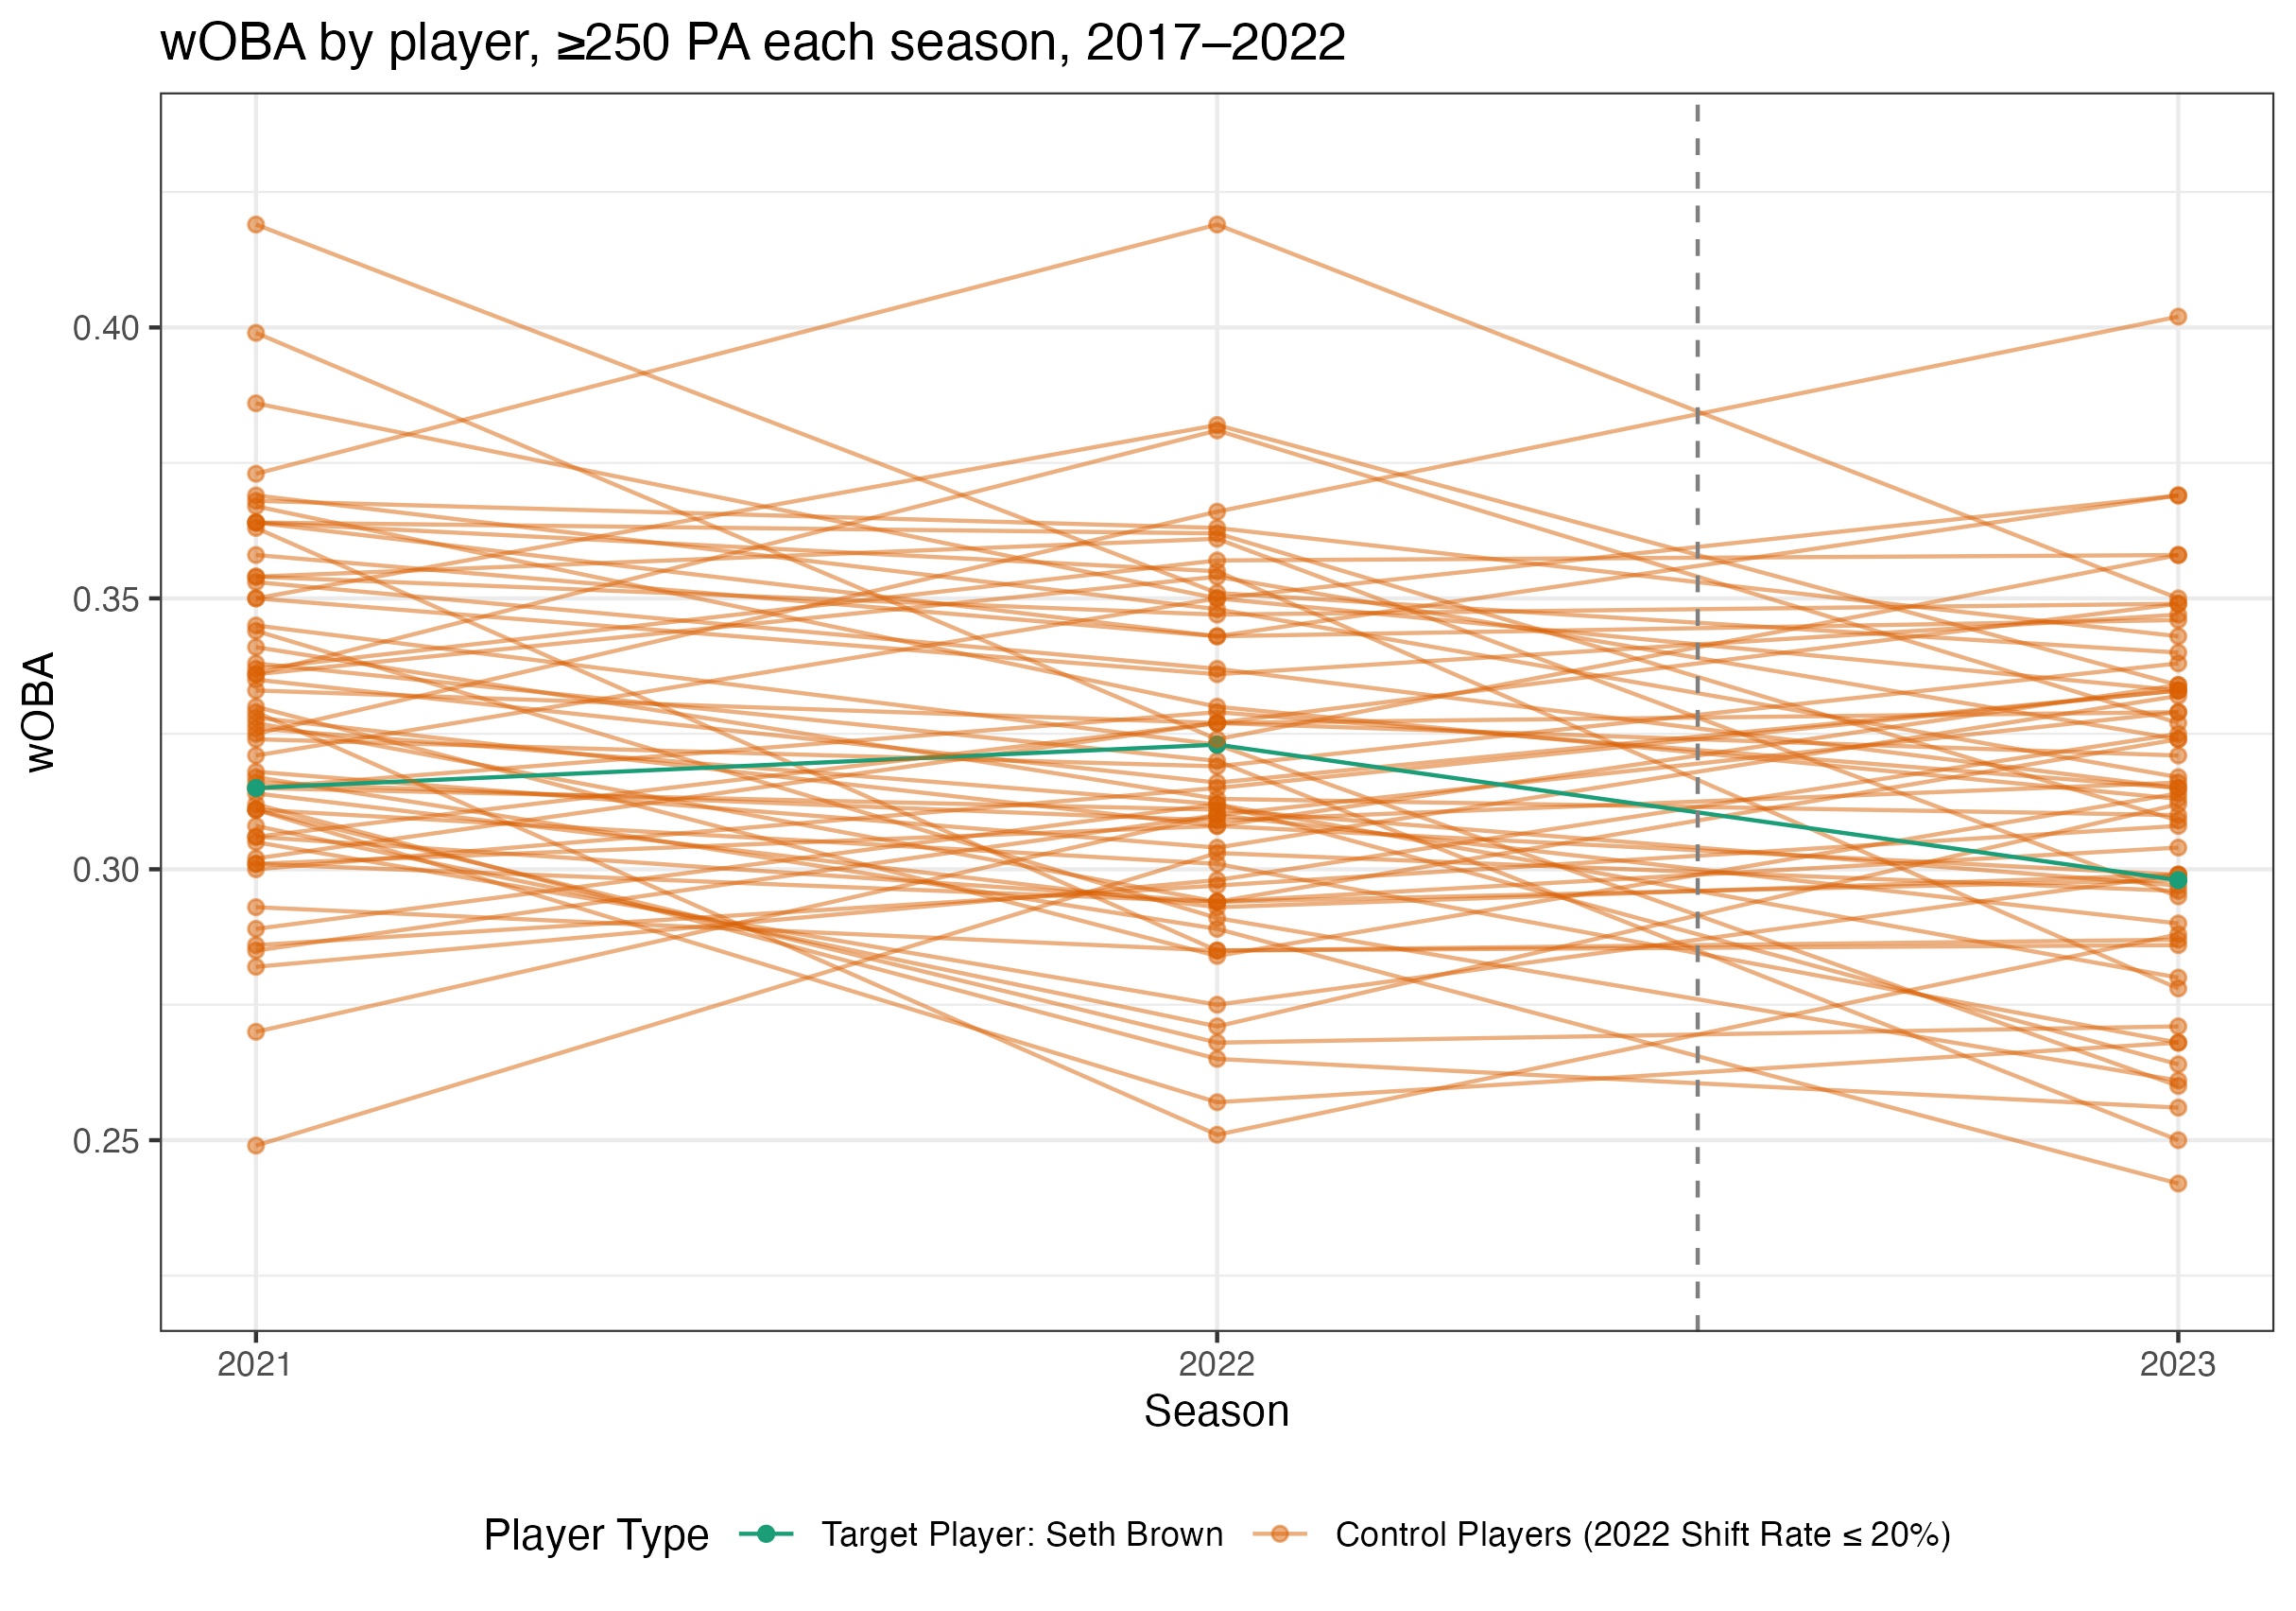 wOBA by player, ≥250 PA each season, 2017–2022
wOBA
0.40
0.35
0.30
0.25
2021 2022 2023
Season
Player Type Target Player: Seth Brown Control Players (2022 Shift Rate ≤ 20%)